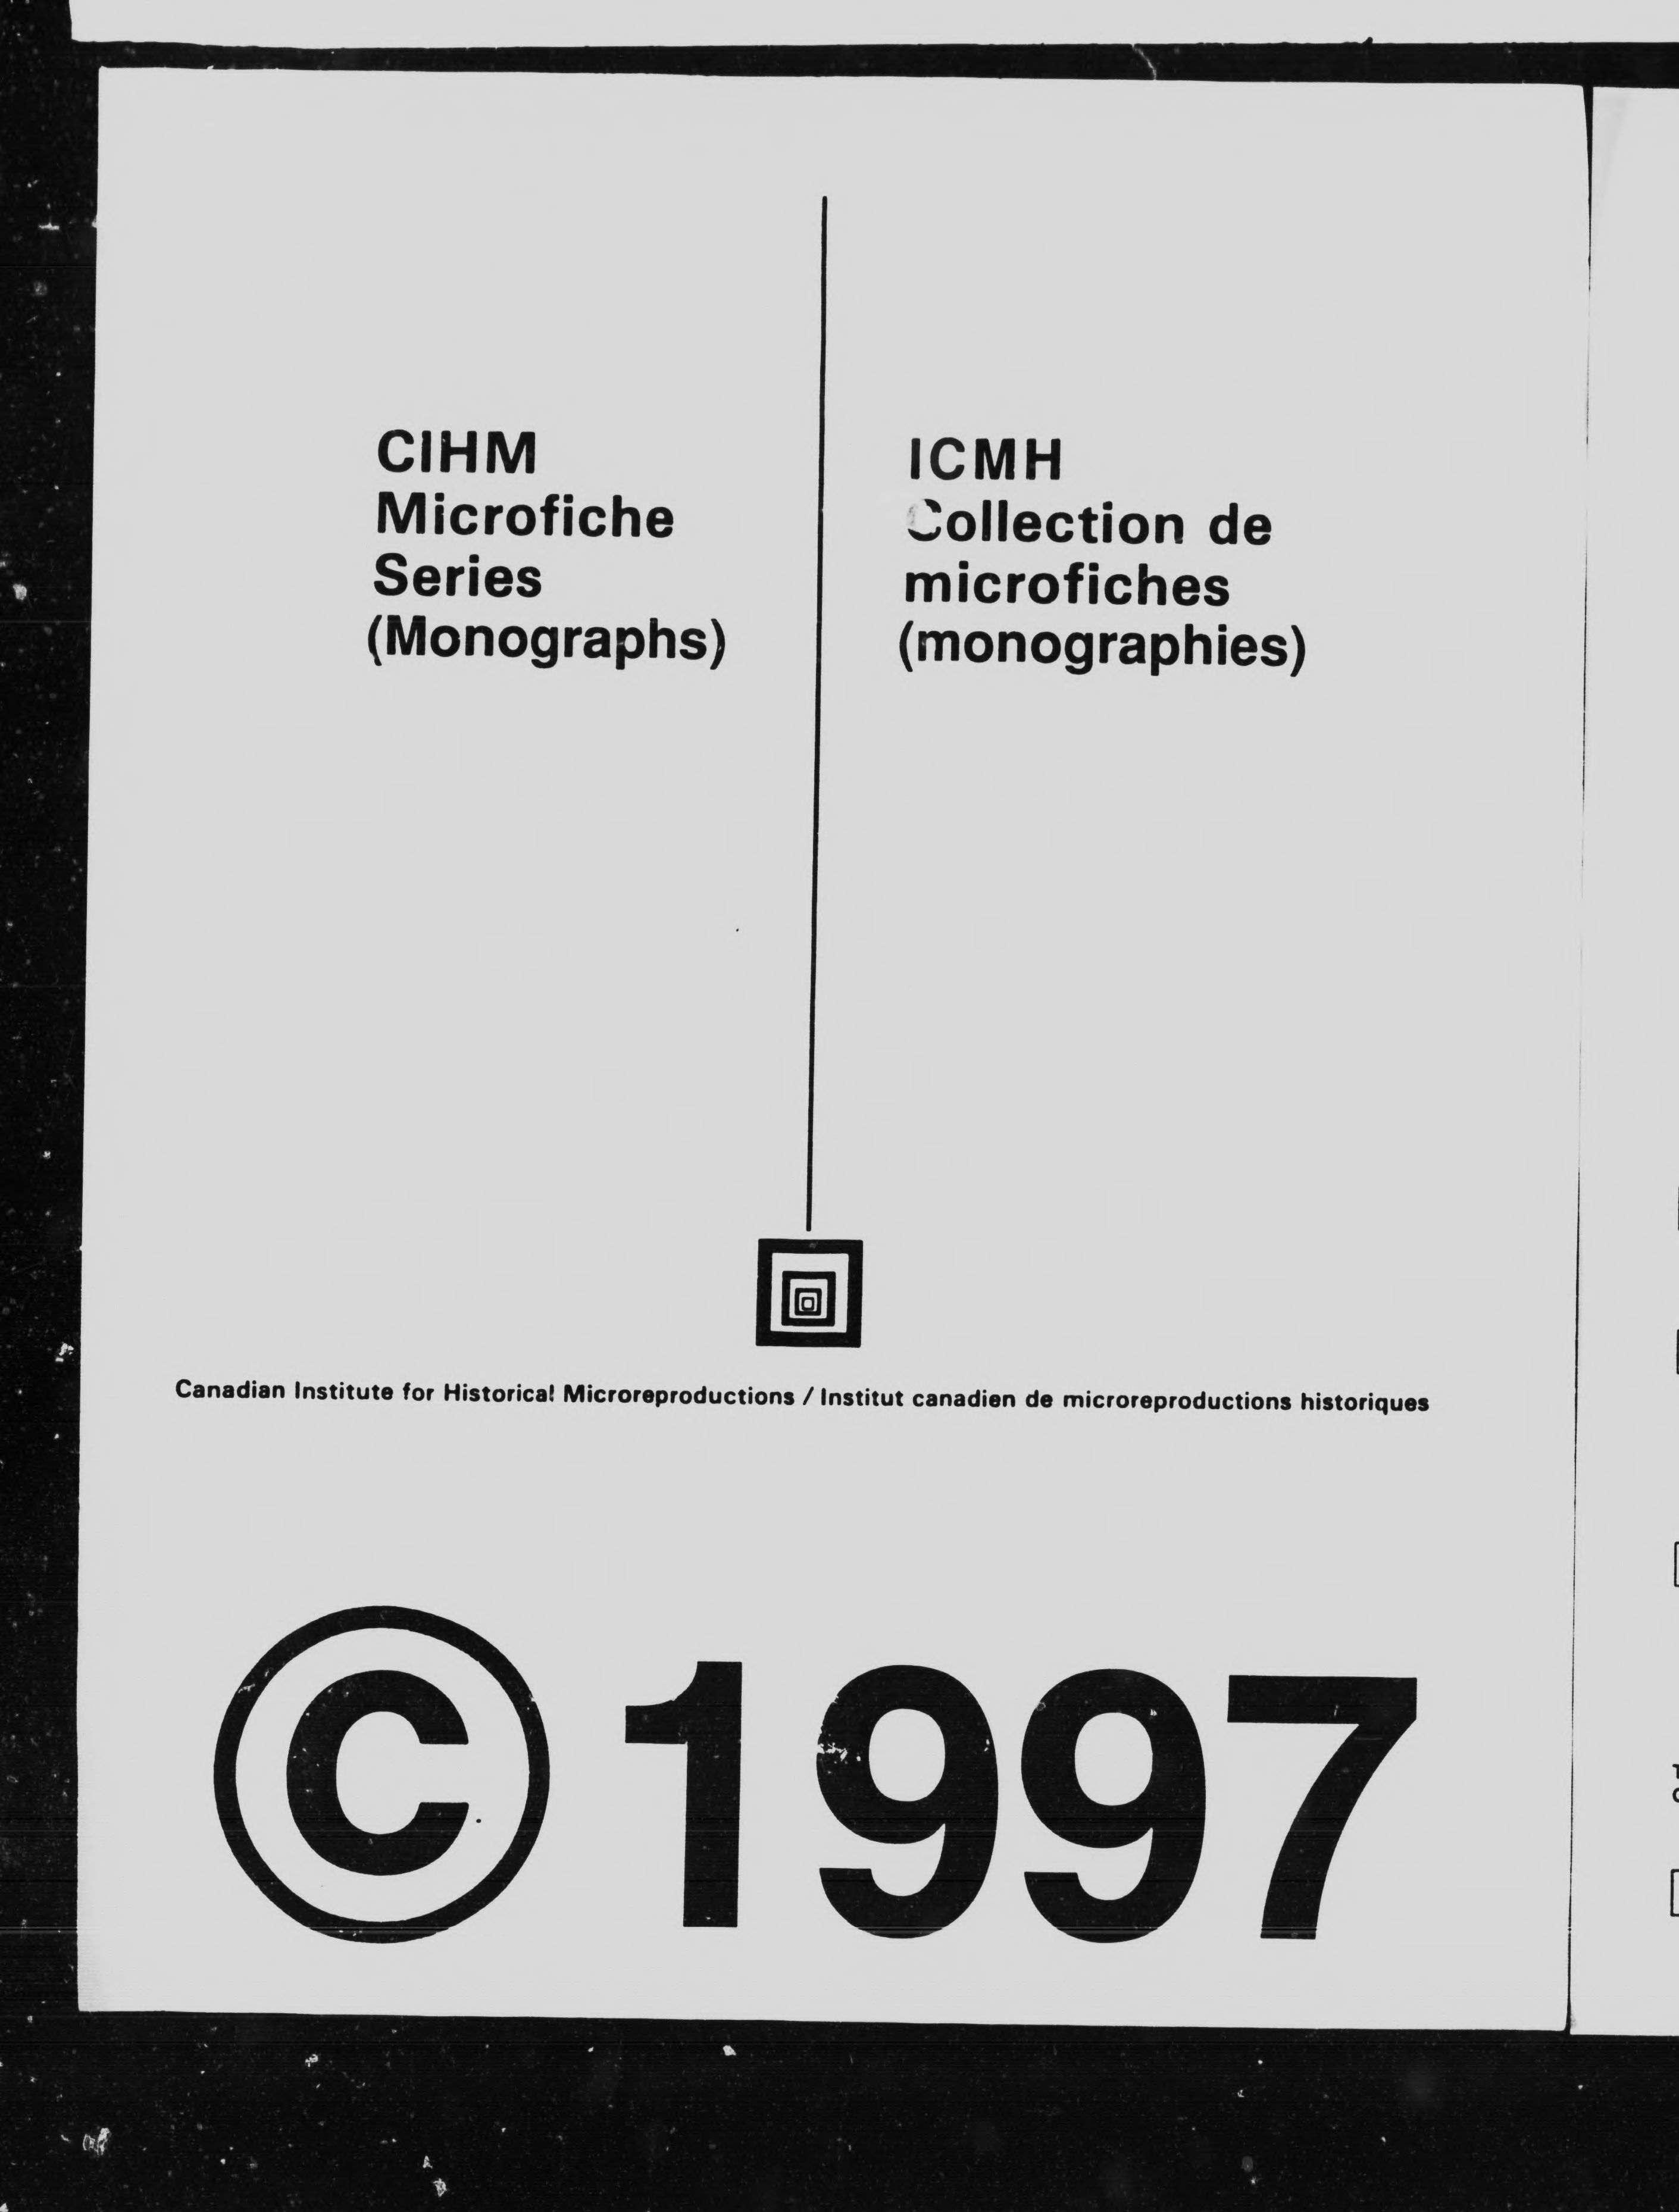 CIHM
Microfiche
Series
(Monographs)
ICMH
Collection de
microfiches
(monographies)
Canadian Institute for Historical Microreproductions / Institut canadien de microreproductions historiques
© 1997